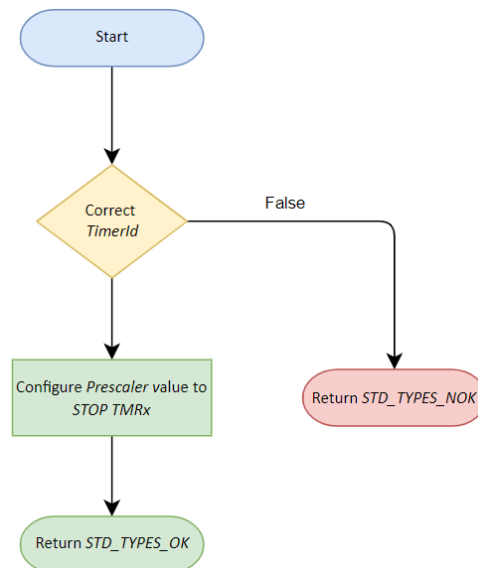 Start
Correct
TimerId
False
Configure Prescaler value to
STOP TMRx
Return STD_TYPES_NOK
Return STD_TYPES_OK